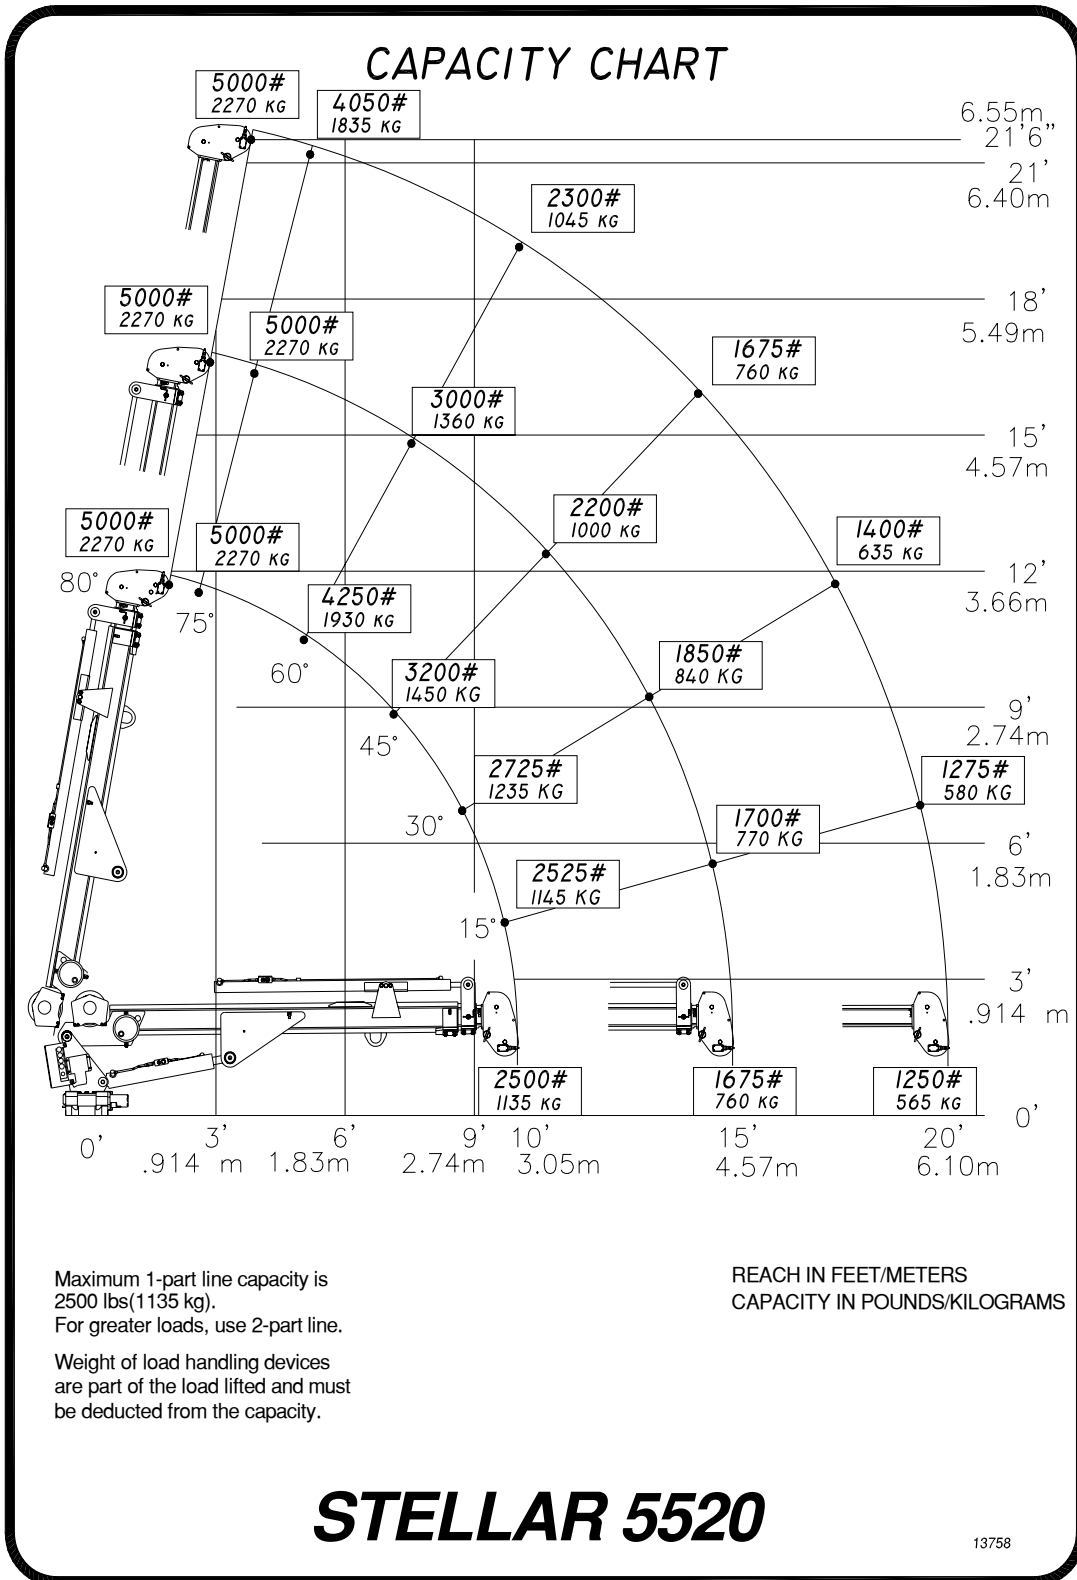 CAPACITY CHART
5000#
2270 KG
4050#
1835 KG
6.55m
21'6"
21'
6.40m
2300#
1045 KG
5000#
2270 KG
18'
5.49m
5000#
2270 KG
1675#
760 KG
3000#
1360 KG
15'
4.57m
5000#
2270 KG
5000#
2270 KG
2200#
1000 KG
1400#
635 KG
80°
12'
3.66m
75°
4250#
1930 KG
60°
3200#
1450 KG
1850#
840 KG
9'
2.74m
45°
2725#
1235 KG
1275#
580 KG
30°
1700#
770 KG
6'
1.83m
2525#
1145 KG
15°
3'
.914 m
2500#
1135 KG
1675#
760 KG
1250#
565 KG
0'
0' 3' 6' 9' 10' 15' 20'
.914 m 1.83m 2.74m 3.05m 4.57m 6.10m
Maximum 1-part line capacity is
2500 lbs(1135 kg).
For greater loads, use 2-part line.
Weight of load handling devices
are part of the load lifted and must
be deducted from the capacity.
REACH IN FEET/METERS
CAPACITY IN POUNDS/KILOGRAMS
STELLAR 5520
13758